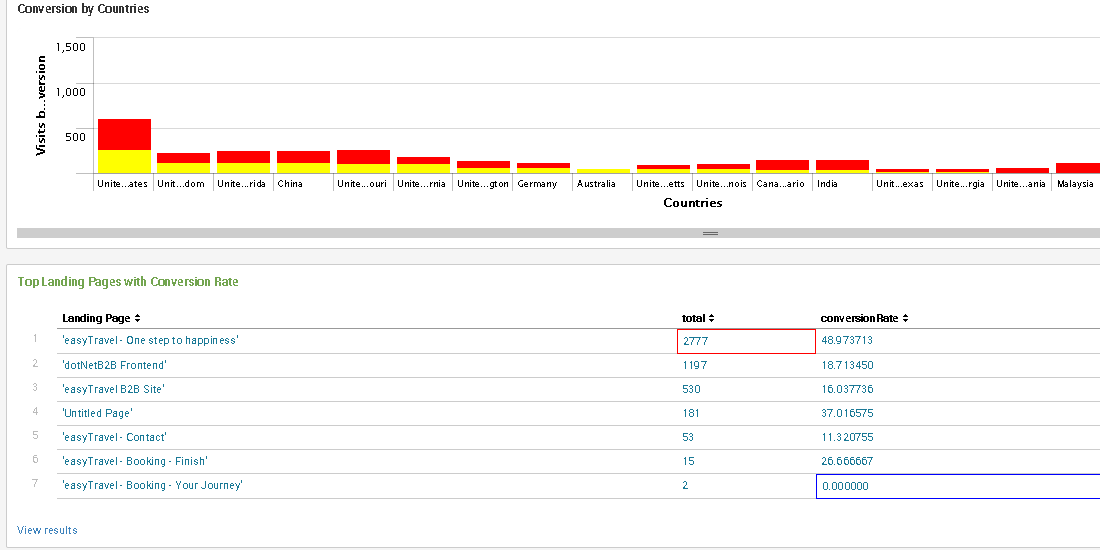 Conversion by Countries
1,500
1,000
500
Visits b...version
Unite...ates Unit...dom Unite...rida China Unite...ouri Unite...rnia Unite...gton Germany Australia Unite...etts Unite...nois Cana...ario India Unit...exas Unite...rgia Unite...ania Malaysia
Countries
Top Landing Pages with Conversion Rate
Landing Page total conversionRate
1 'easyTravel - One step to happiness' 2777 48.973713
2 'dotNetB2B Frontend' 1197 18.713450
3 'easyTravel B2B Site' 530 16.037736
4 'Untitled Page' 181 37.016575
5 'easyTravel - Contact' 53 11.320755
6 'easyTravel - Booking - Finish' 15 26.666667
7 'easyTravel - Booking - Your Journey' 2 0.000000
View results